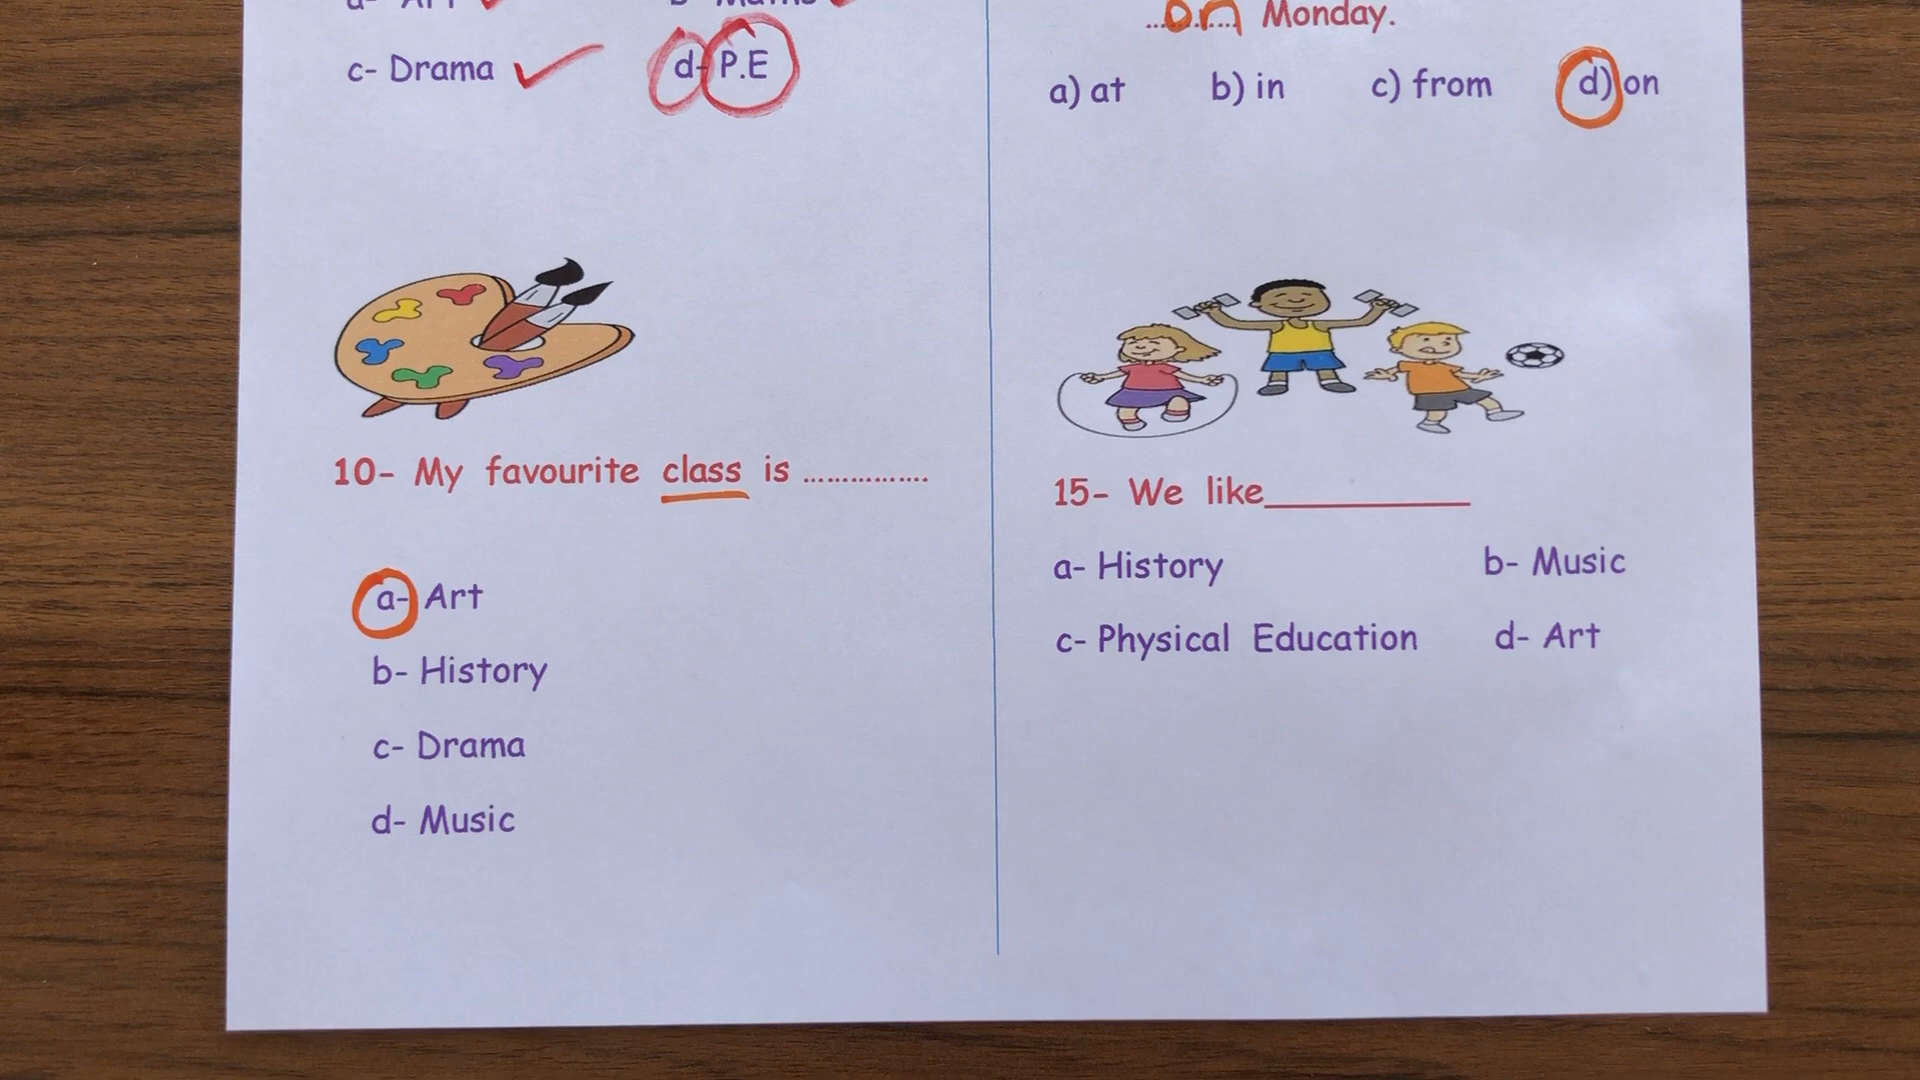 c- Drama
d- P.E
10- My favourite class is ...............
a- Art
b- History
c- Drama
d- Music
on Monday.
a) at b) in c) from d) on
15- We like__________
a- History b- Music
c- Physical Education d- Art